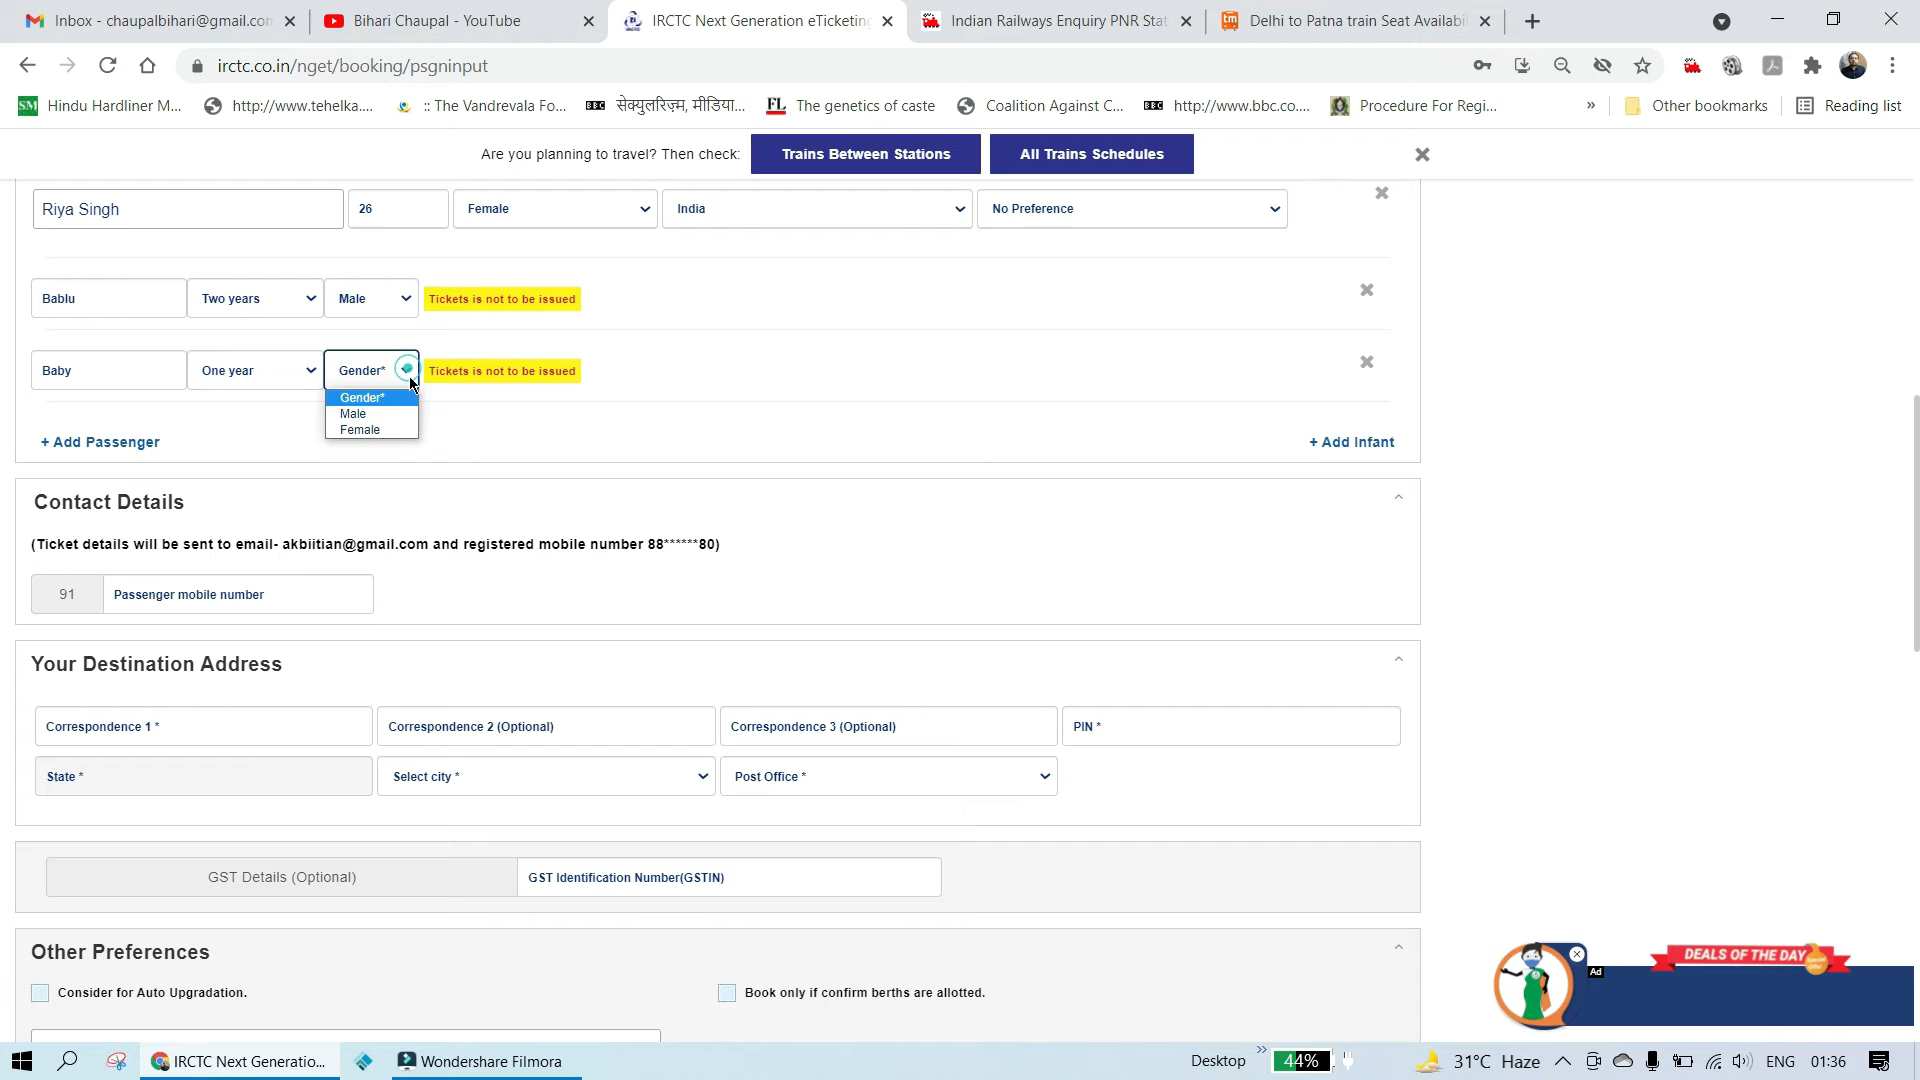 Inbox - chaupalbihari@gmail.con
Bihari Chaupal - YouTube
IRCTC Next Generation eTicketing
Indian Railways Enquiry PNR Stat
Delhi to Patna train Seat Availabil
irctc.co.in/nget/booking/psgninput
SM Hindu Hardliner M...
http://www.tehelka....
:: The Vandrevala Fo...
BBC सेक्युलरिज़्म, मीडिया...
FL The genetics of caste
Coalition Against C...
BBC http://www.bbc.co....
Procedure For Regi...
»
Other bookmarks
Reading list
Are you planning to travel? Then check:
Trains Between Stations
All Trains Schedules
Riya Singh 26 Female India No Preference
Bablu Two years Male Tickets is not to be issued
Baby One year Gender* Tickets is not to be issued
Gender*
Male
Female
+ Add Passenger
+ Add Infant
Contact Details
(Ticket details will be sent to email- akbiitian@gmail.com and registered mobile number 88******80)
91 Passenger mobile number
Your Destination Address
Correspondence 1 * Correspondence 2 (Optional) Correspondence 3 (Optional) PIN *
State * Select city * Post Office *
GST Details (Optional) GST Identification Number(GSTIN)
Other Preferences
Consider for Auto Upgradation.
Book only if confirm berths are allotted.
DEALS OF THE DAY
Ad
IRCTC Next Generatio...
Wondershare Filmora
Desktop
»
44%
31°C Haze
ENG
01:36